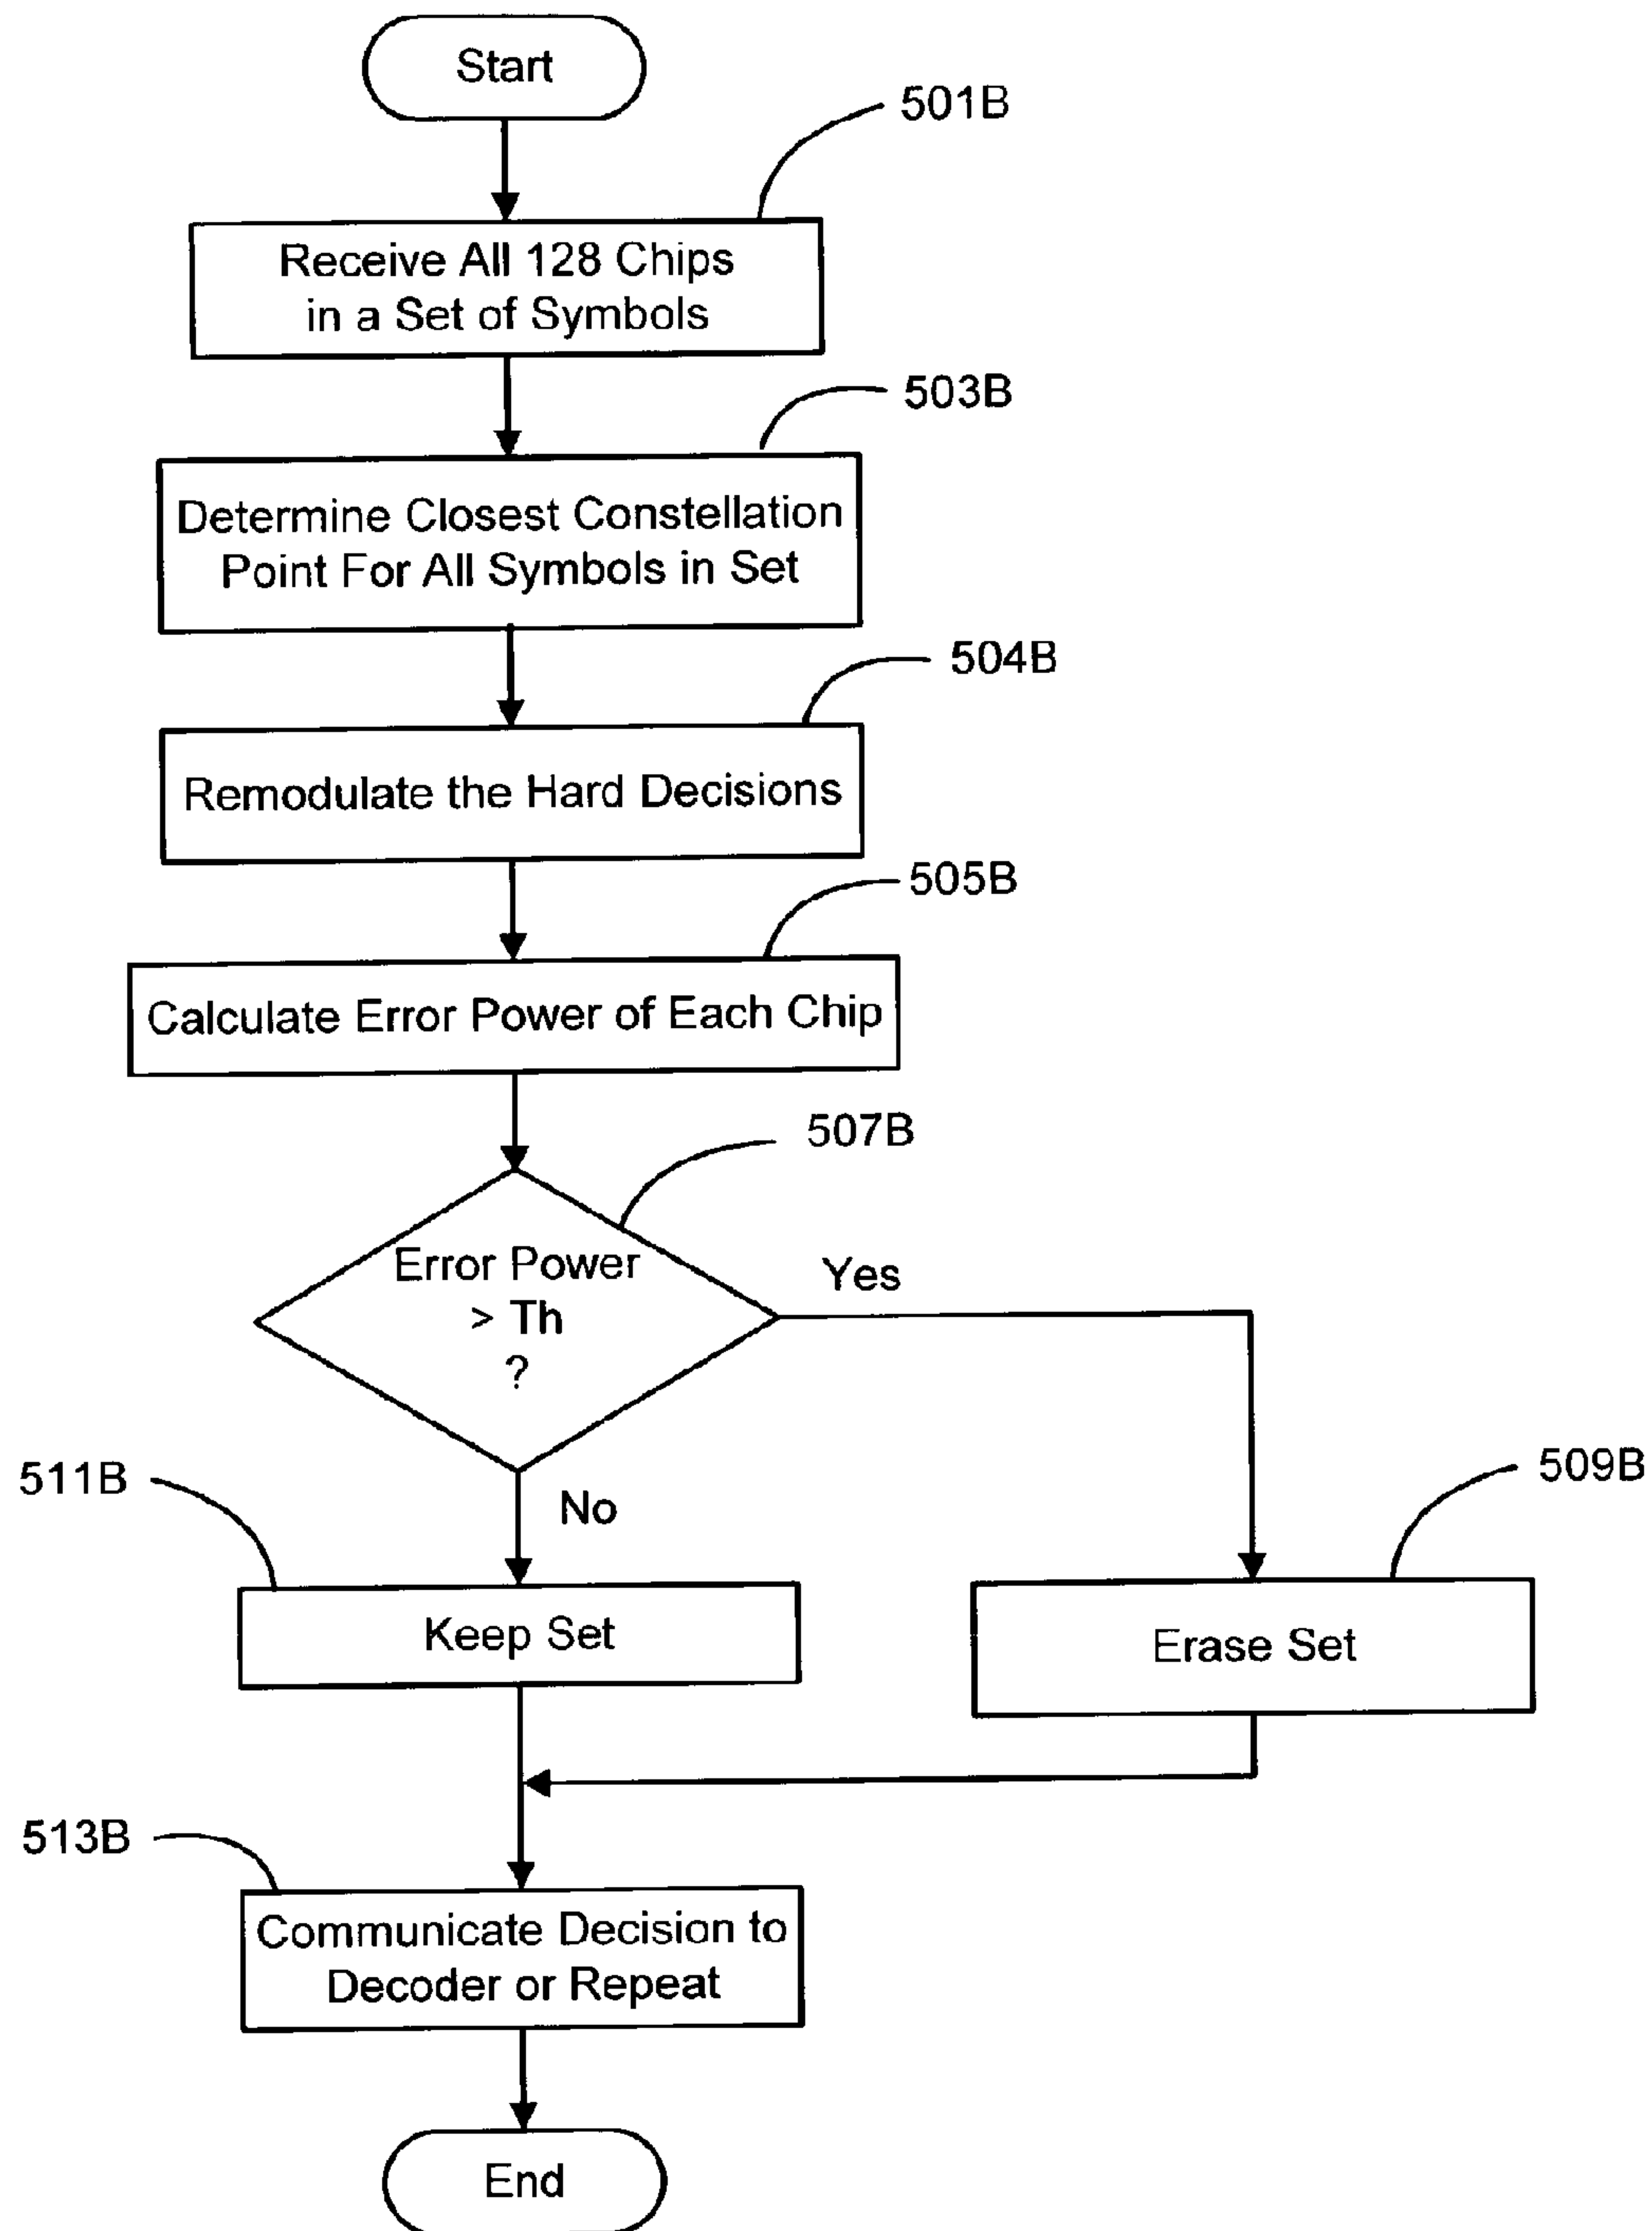 Start
501B
Receive All 128 Chips
in a Set of Symbols
503B
Determine Closest Constellation
Point For All Symbols in Set
504B
Remodulate the Hard Decisions
505B
Calculate Error Power of Each Chip
507B
Error Power
> Th
?
Yes
No
511B
Keep Set
509B
Erase Set
513B
Communicate Decision to
Decoder or Repeat
End